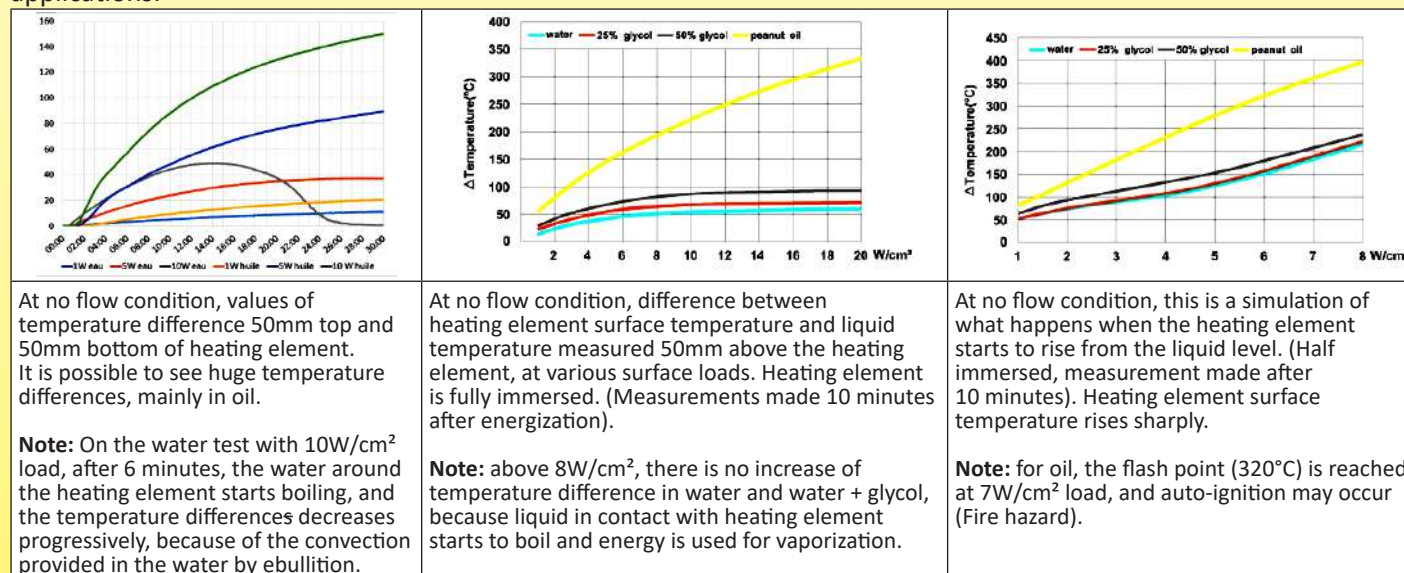 applications.
160
140
120
100
80
60
40
20
0
00:00 02:00 04:00 06:00 08:00 10:00 12:00 14:00 16:00 18:00 20:00 22:00 24:00 26:00 28:00 30:00
1W eau 5W eau 10W eau 1W huile 5W huile 10 W huile
400
water 25% glycol 50% glycol peanut oil
350
300
250
200
150
100
50
0
ΔTemperature(°C)
2 4 6 8 10 12 14 16 18 20 W/cm²
450
water 25% glycol 50% glycol peanut oil
400
350
300
250
200
150
100
50
0
ΔTemperature(°C)
1 2 3 4 5 6 7 8 W/cm
At no flow condition, values of
temperature difference 50mm top and
50mm bottom of heating element.
It is possible to see huge temperature
differences, mainly in oil.
Note: On the water test with 10W/cm²
load, after 6 minutes, the water around
the heating element starts boiling, and
the temperature differences decreases
progressively, because of the convection
provided in the water by ebullition.
At no flow condition, difference between
heating element surface temperature and liquid
temperature measured 50mm above the heating
element, at various surface loads. Heating element
is fully immersed. (Measurements made 10 minutes
after energization).
Note: above 8W/cm², there is no increase of
temperature difference in water and water + glycol,
because liquid in contact with heating element
starts to boil and energy is used for vaporization.
At no flow condition, this is a simulation of
what happens when the heating element
starts to rise from the liquid level. (Half
immersed, measurement made after
10 minutes). Heating element surface
temperature rises sharply.
Note: for oil, the flash point (320°C) is reached
at 7W/cm² load, and auto-ignition may occur
(Fire hazard).